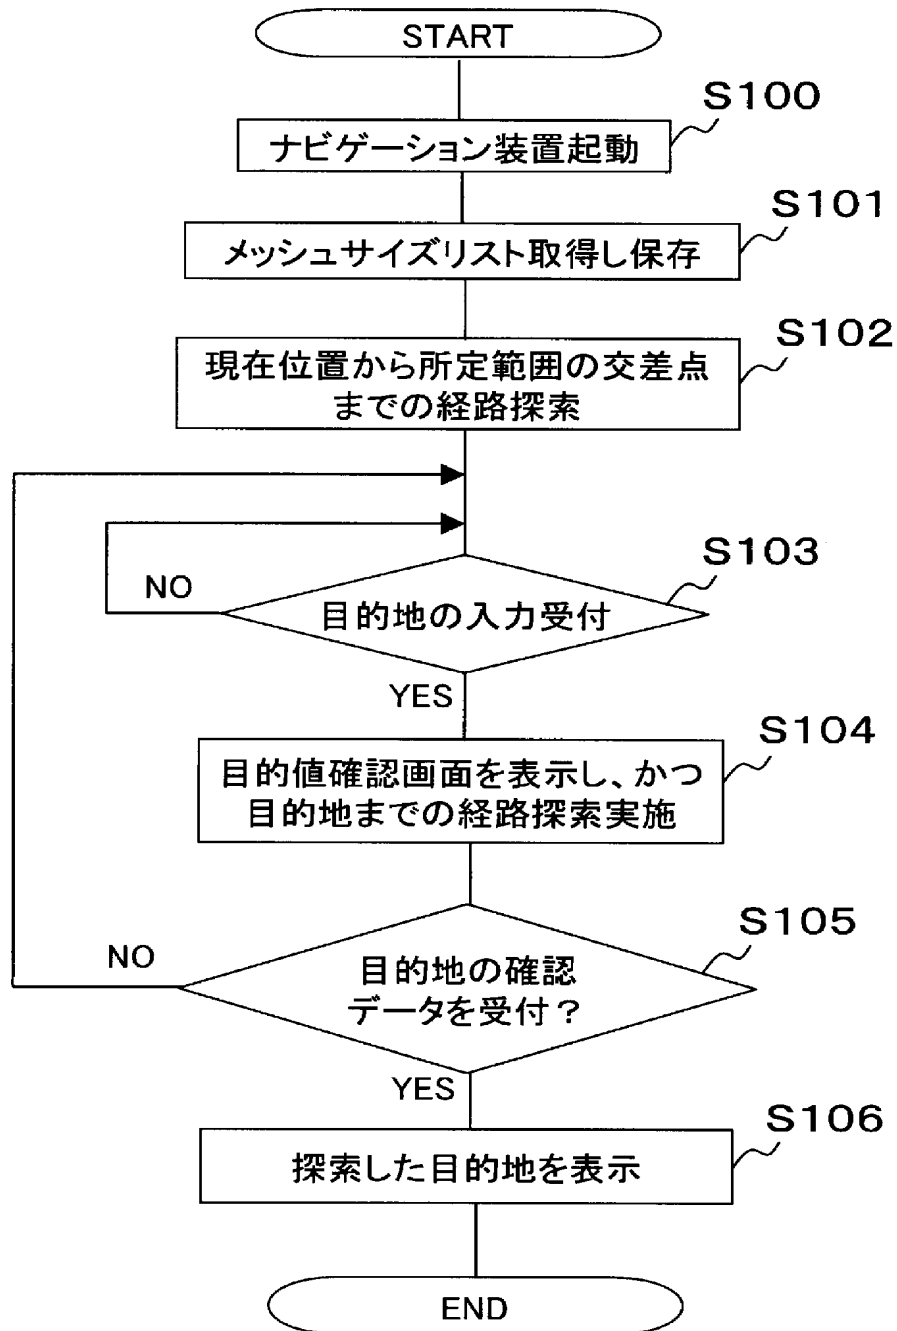 START
S100
ナビゲーション装置起動
S101
メッシュサイズリスト取得し保存
S102
現在位置から所定範囲の交差点
までの経路探索
S103
NO
目的地の入力受付
YES
S104
目的値確認画面を表示し、かつ
目的地までの経路探索実施
S105
NO
目的地の確認
データを受付？
YES
S106
探索した目的地を表示
END